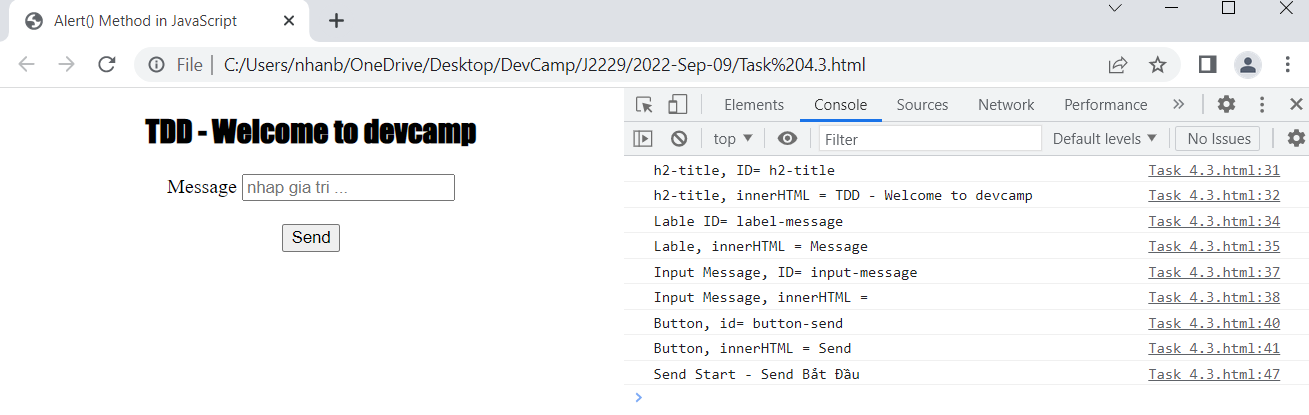 Alert() Method in JavaScript
File | C:/Users/nhanb/OneDrive/Desktop/DevCamp/J2229/2022-Sep-09/Task%204.3.html
TDD - Welcome to devcamp
Message nhap gia tri ...
Send
Elements Console Sources Network Performance »
top Filter Default levels No Issues
h2-title, ID= h2-title Task 4.3.html:31
h2-title, innerHTML = TDD - Welcome to devcamp Task 4.3.html:32
Lable ID= label-message Task 4.3.html:34
Lable, innerHTML = Message Task 4.3.html:35
Input Message, ID= input-message Task 4.3.html:37
Input Message, innerHTML = Task 4.3.html:38
Button, id= button-send Task 4.3.html:40
Button, innerHTML = Send Task 4.3.html:41
Send Start - Send Bắt Đầu Task 4.3.html:47